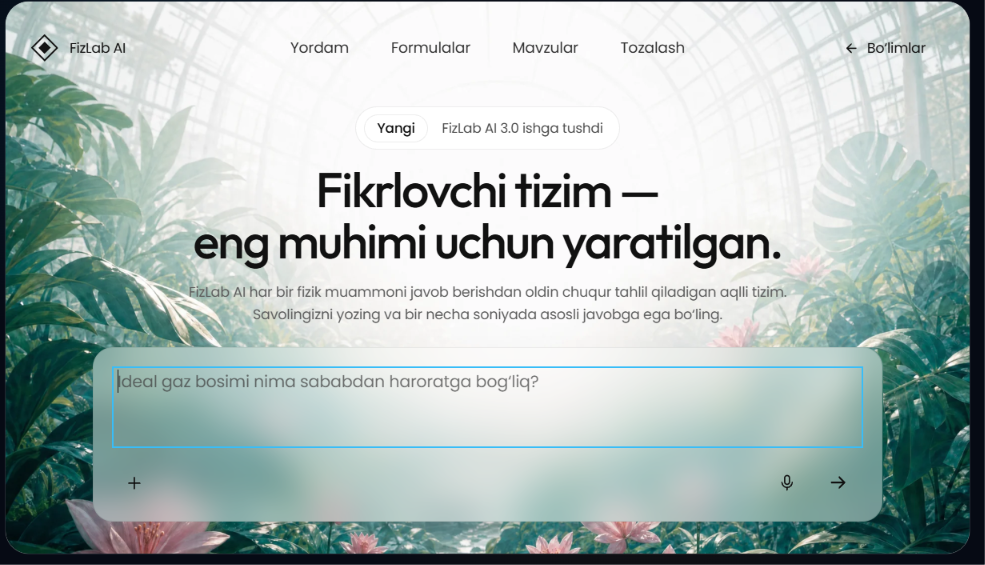 FizLab AI
Yordam
Formulalar
Mavzular
Tozalash
← Bo‘limlar
Yangi
FizLab AI 3.0 ishga tushdi
Fikrlovchi tizim —
eng muhimi uchun yaratilgan.
FizLab AI har bir fizik muammoni javob berishdan oldin chuqur tahlil qiladigan aqlli tizim.
Savolingizni yozing va bir necha soniyada asosli javobga ega bo‘ling.
Ideal gaz bosimi nima sababdan haroratga bog‘liq?